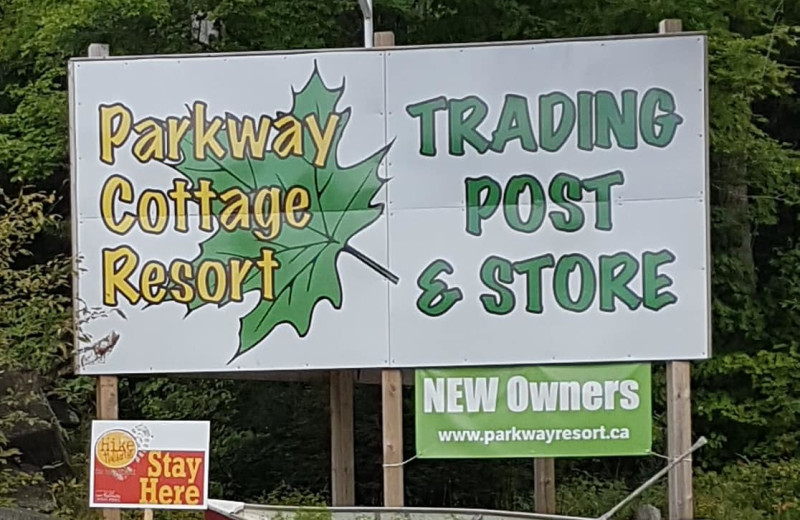 Parkway
Cottage
Resort
TRADING
POST
& STORE
NEW Owners
www.parkwayresort.ca
Hike
Stay
Here